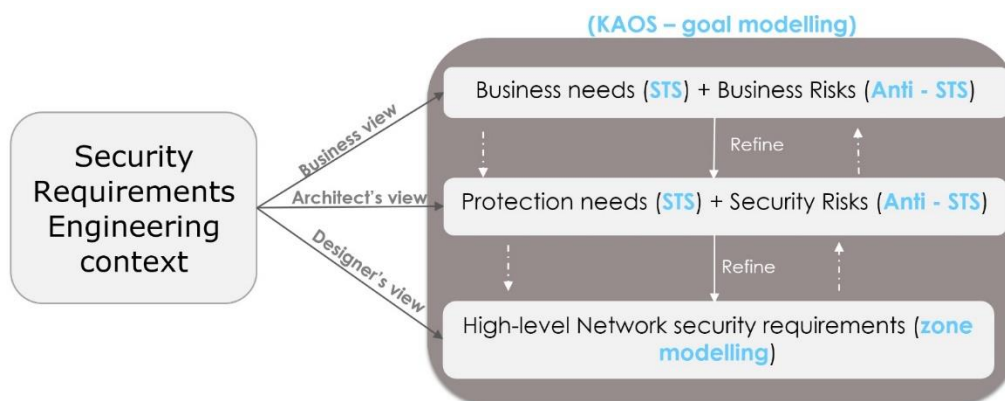 (KAOS – goal modelling)
Security
Requirements
Engineering
context
Business view
Architect's view
Designer's view
Business needs (STS) + Business Risks (Anti - STS)
Refine
Protection needs (STS) + Security Risks (Anti - STS)
Refine
High-level Network security requirements (zone
modelling)